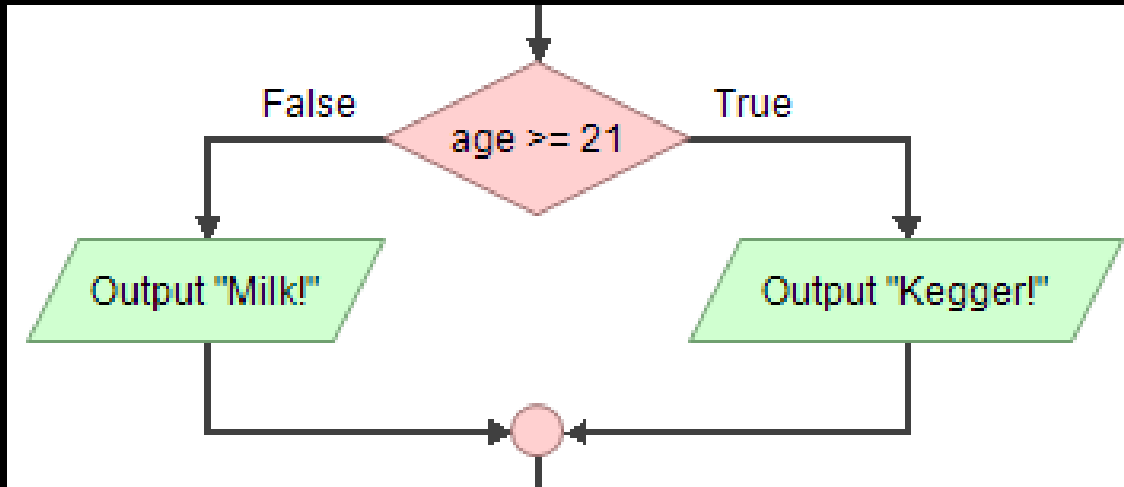 False
True
age >= 21
Output "Milk!"
Output "Kegger!"